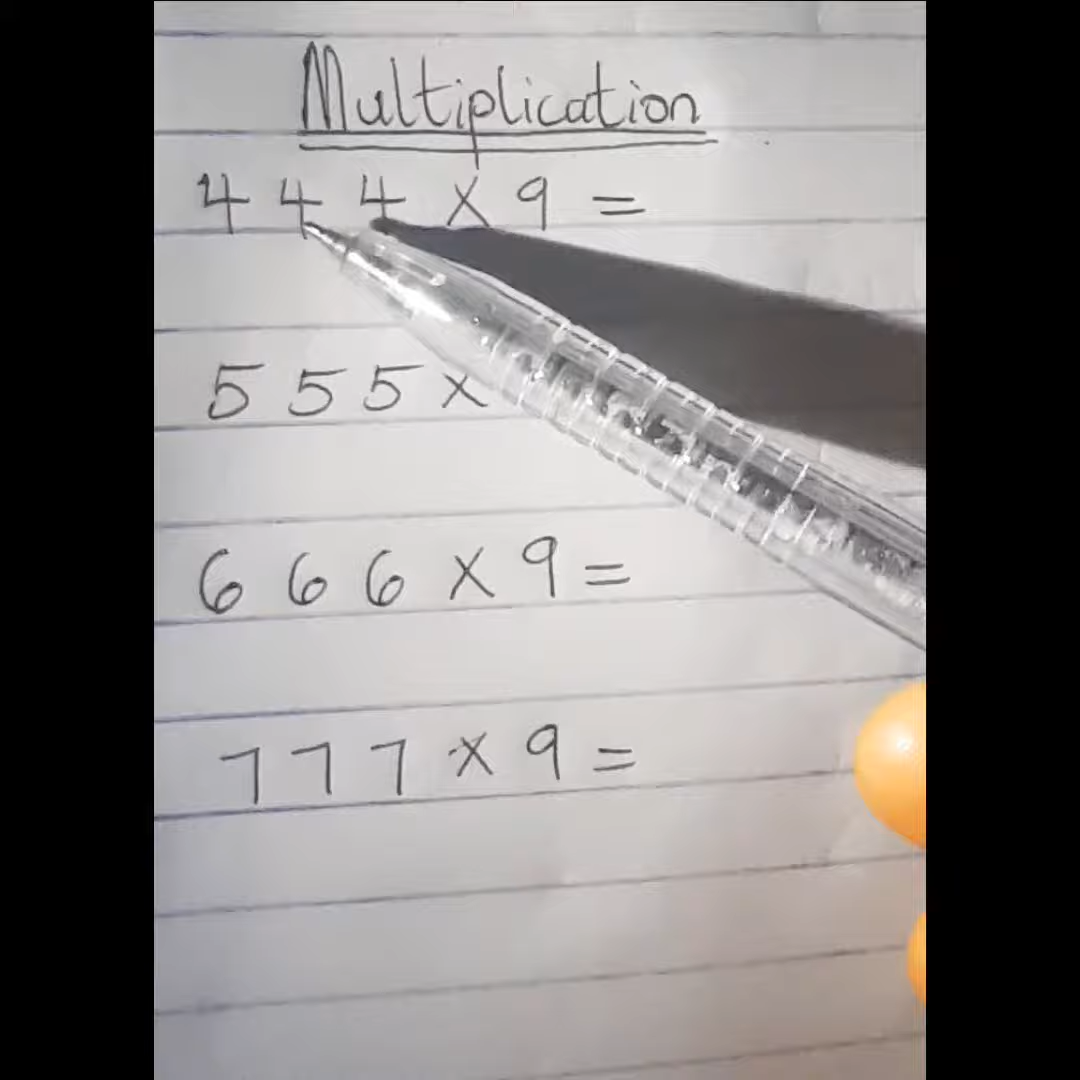 Multiplication
4 4 4 × 9 =
5 5 5 ×
6 6 6 × 9 =
7 7 7 × 9 =